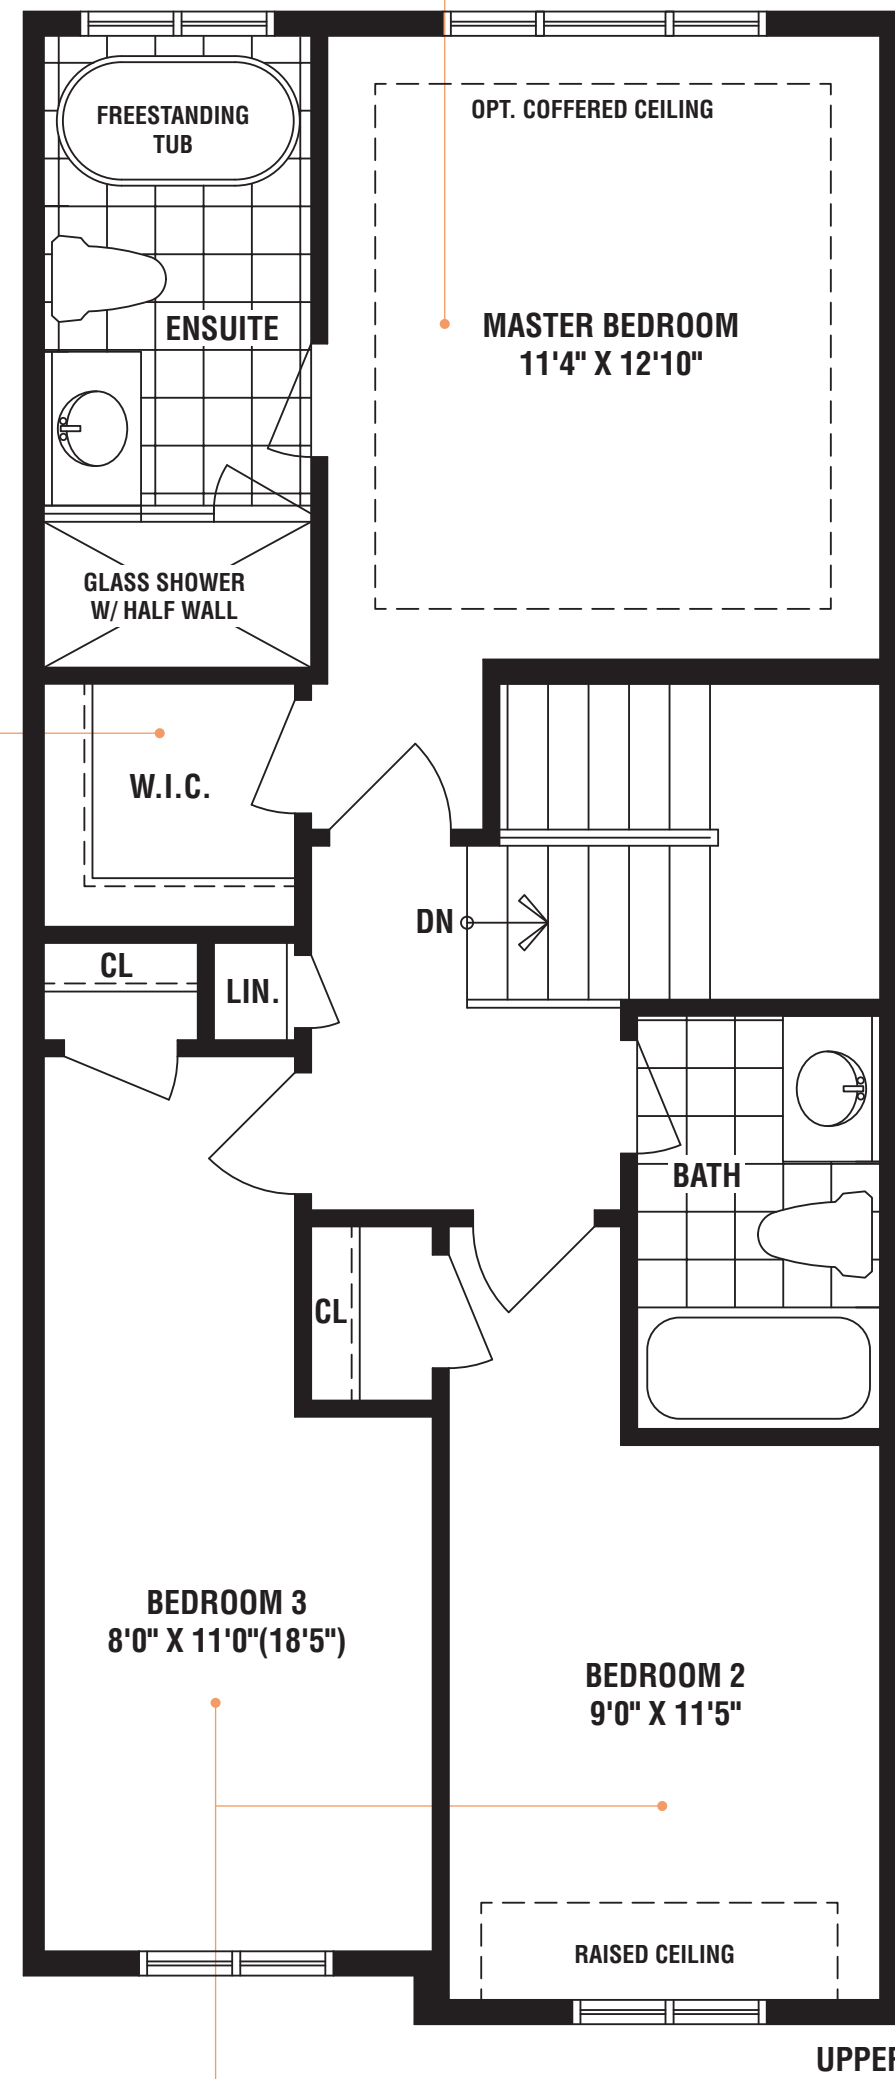 FREESTANDING
TUB
OPT. COFFERED CEILING
ENSUITE
MASTER BEDROOM
11'4" X 12'10"
GLASS SHOWER
W/ HALF WALL
W.I.C.
DN
CL
LIN.
BATH
CL
BEDROOM 3
8'0" X 11'0"(18'5")
BEDROOM 2
9'0" X 11'5"
RAISED CEILING
UPPER